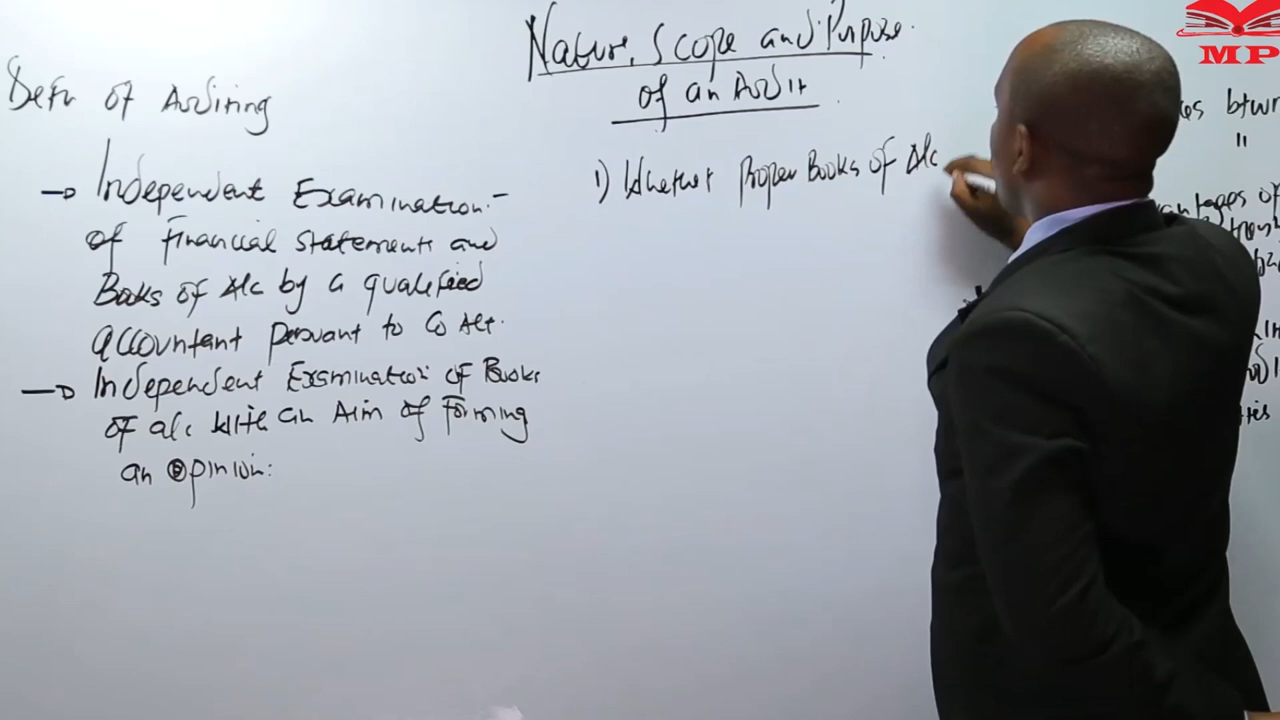 Nature, Scope and Purpose
of an Audit
Defn of Auditing
Independent Examination
of Financial statements and
Books of A/c by a qualified
accountant pursuant to Co Act.
Independent Examination of Books
of a/c with an Aim of Forming
an Opinion:
1) Whether Proper Books of A/c
MP
btwn
"
of